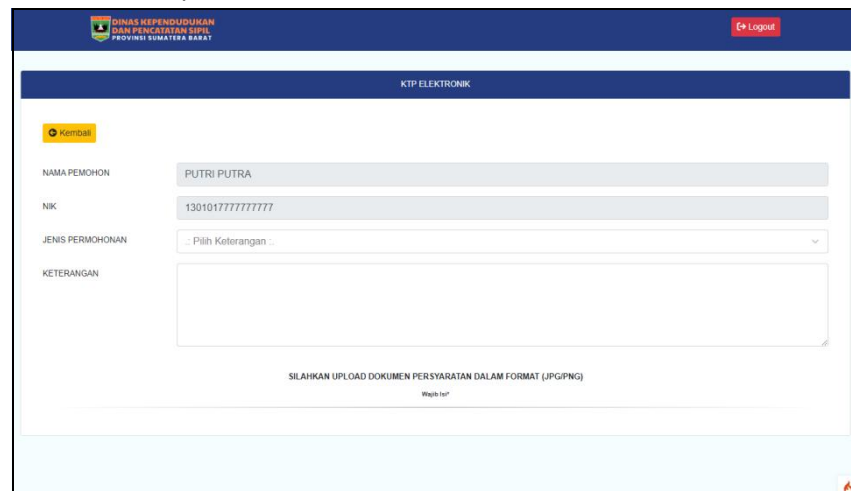 DINAS KEPENDUDUKAN
DAN PENCATATAN SIPIL
PROVINSI SUMATERA BARAT
Logout
KTP ELEKTRONIK
Kembali
NAMA PEMOHON
PUTRI PUTRA
NIK
1301017777777777
JENIS PERMOHONAN
.: Pilih Keterangan :.
KETERANGAN
SILAHKAN UPLOAD DOKUMEN PERSYARATAN DALAM FORMAT (JPG/PNG)
Wajib Isi*